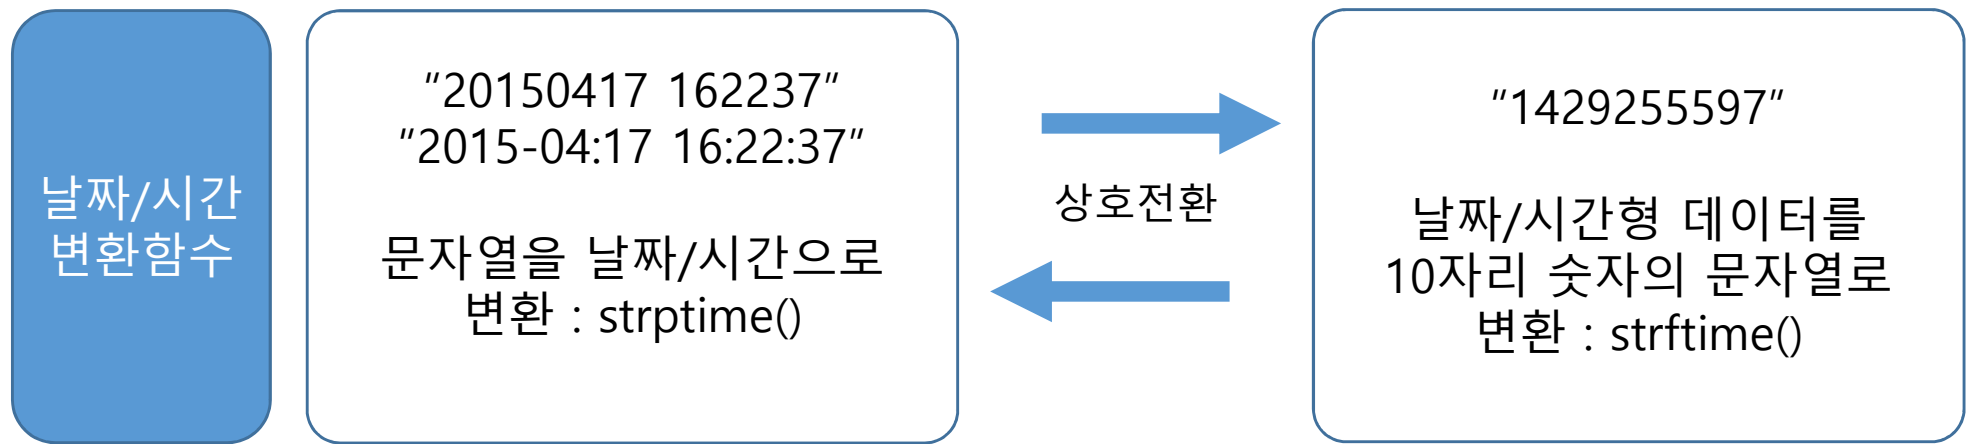 날짜/시간
변환함수
"20150417 162237"
"2015-04:17 16:22:37"
문자열을 날짜/시간으로
변환 : strptime()
상호전환
"1429255597"
날짜/시간형 데이터를
10자리 숫자의 문자열로
변환 : strftime()